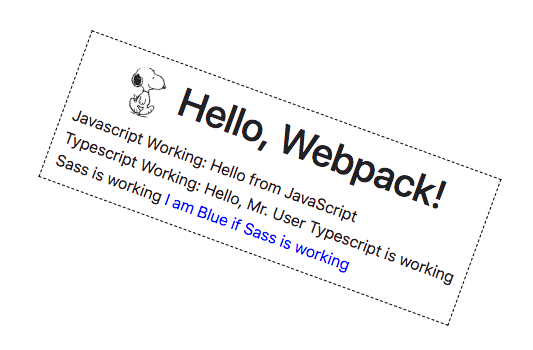 Hello, Webpack!
Javascript Working: Hello from JavaScript
Typescript Working: Hello, Mr. User Typescript is working
Sass is working I am Blue if Sass is working